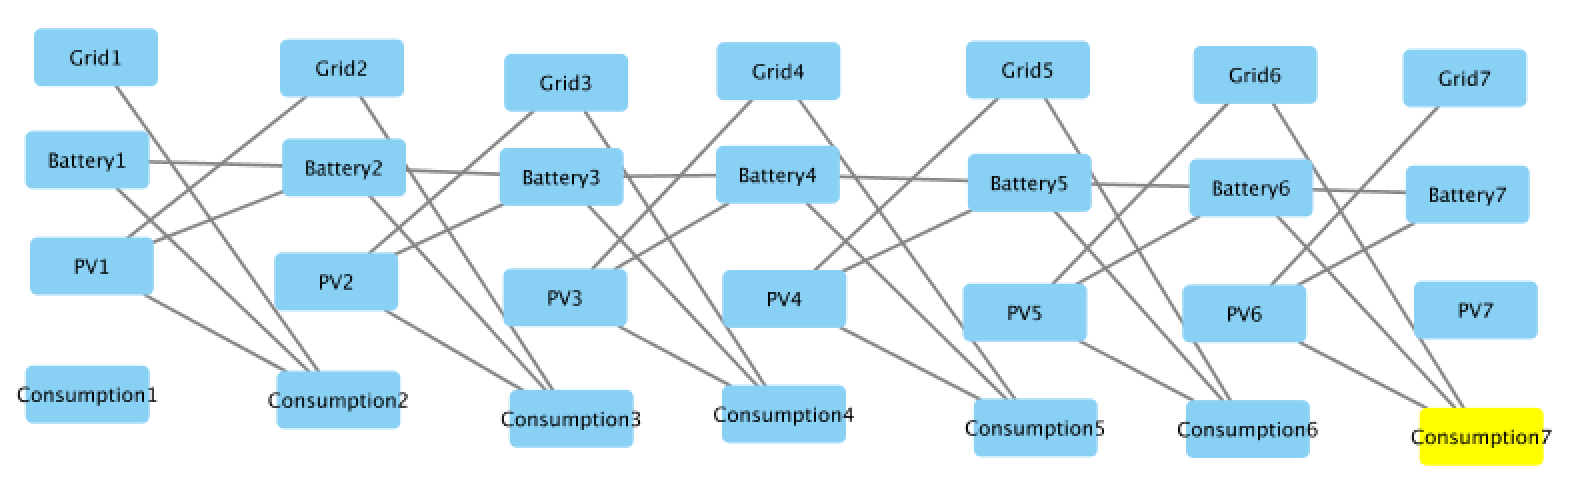 Grid1
Grid2
Grid3
Grid4
Grid5
Grid6
Grid7
Battery1
Battery2
Battery3
Battery4
Battery5
Battery6
Battery7
PV1
PV2
PV3
PV4
PV5
PV6
PV7
Consumption1
Consumption2
Consumption3
Consumption4
Consumption5
Consumption6
Consumption7